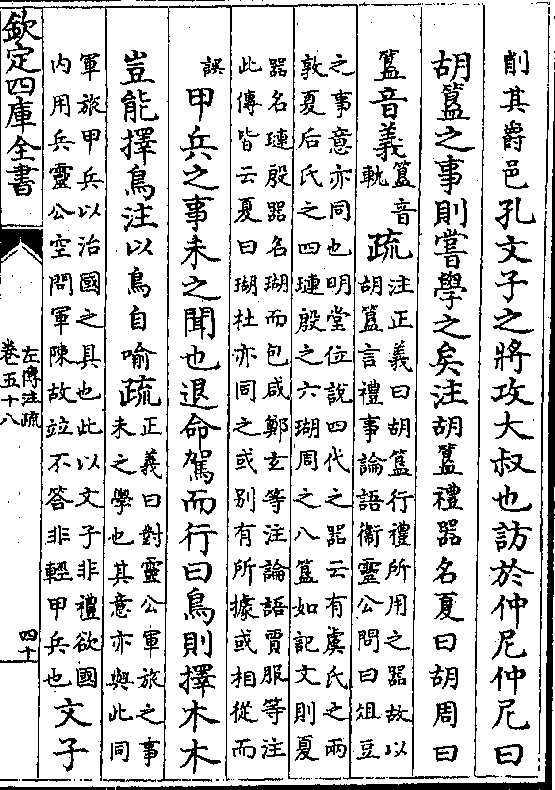 削其爵邑孔文子之將攻大叔也訪於仲尼仲尼曰
胡簋之事則嘗學之矣注胡簋禮器名夏曰胡周曰
簋音義
簋音
軌
疏
注正義曰胡簋行禮所用之器故以
胡簋言禮事論語衛靈公問曰俎豆
之事意亦同也明堂位說四代之器云有虞氏之兩
敦夏后氏之四璉殷之六瑚周之八簋如記文則夏
器名璉殷器名瑚而包咸鄭玄等注論語賈服等注
此傳皆云夏曰瑚杜亦同之或別有所據或相從而
誤
甲兵之事未之聞也退命駕而行曰鳥則擇木木
豈能擇鳥注以鳥自喻疏
正義曰對靈公軍旅之事
未之學也其意亦與此同
軍旅甲兵以治國之具也此以文子非禮欲國
內用兵靈公空問軍陳故竝不答非輕甲兵也
文子
欽定四庫全書
左傳注疏
卷五十八
四十